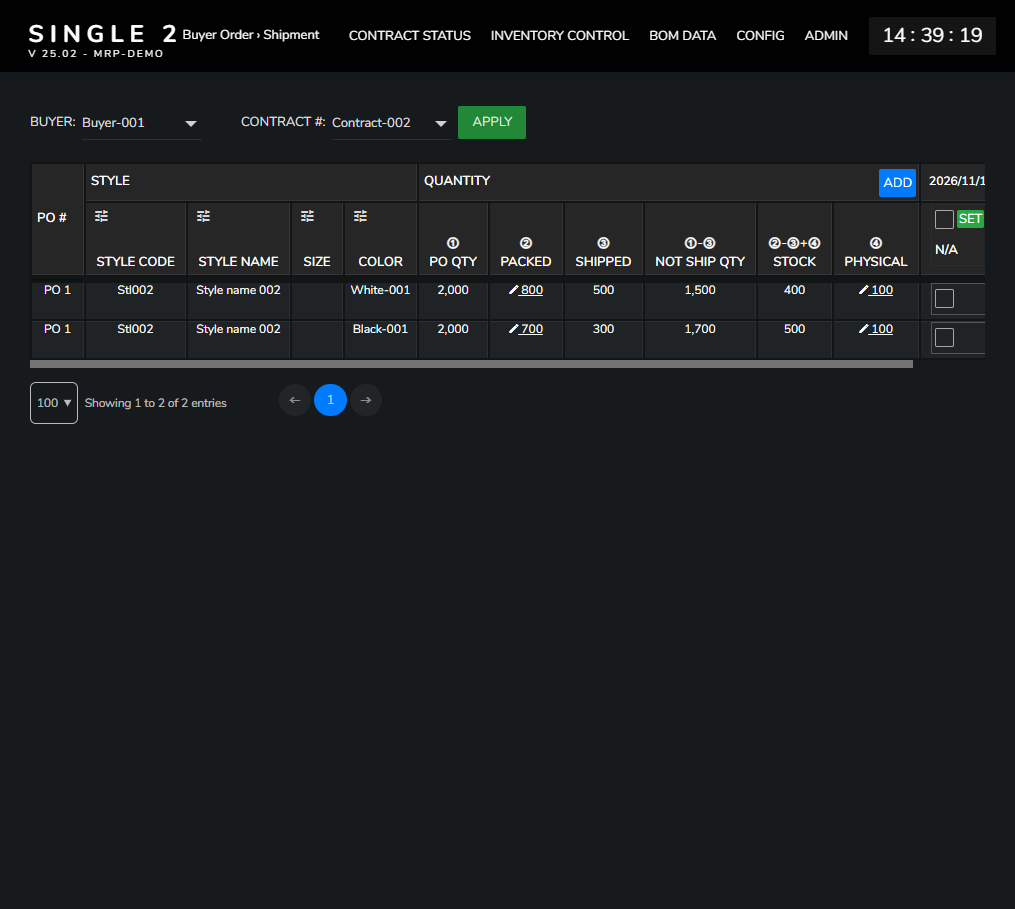 SINGLE 2
V 25.02 - MRP-DEMO
Buyer Order › Shipment
CONTRACT STATUS
INVENTORY CONTROL
BOM DATA
CONFIG
ADMIN
14 : 39 : 19
BUYER: Buyer-001
CONTRACT #: Contract-002
APPLY
PO #
STYLE
QUANTITY
ADD
2026/11/1
SET
N/A
STYLE CODE
STYLE NAME
SIZE
COLOR
① PO QTY
② PACKED
③ SHIPPED
①-③ NOT SHIP QTY
②-③+④ STOCK
④ PHYSICAL
PO 1 Stl002 Style name 002 White-001 2,000 800 500 1,500 400 100
PO 1 Stl002 Style name 002 Black-001 2,000 700 300 1,700 500 100
100 ▼ Showing 1 to 2 of 2 entries
← 1 →